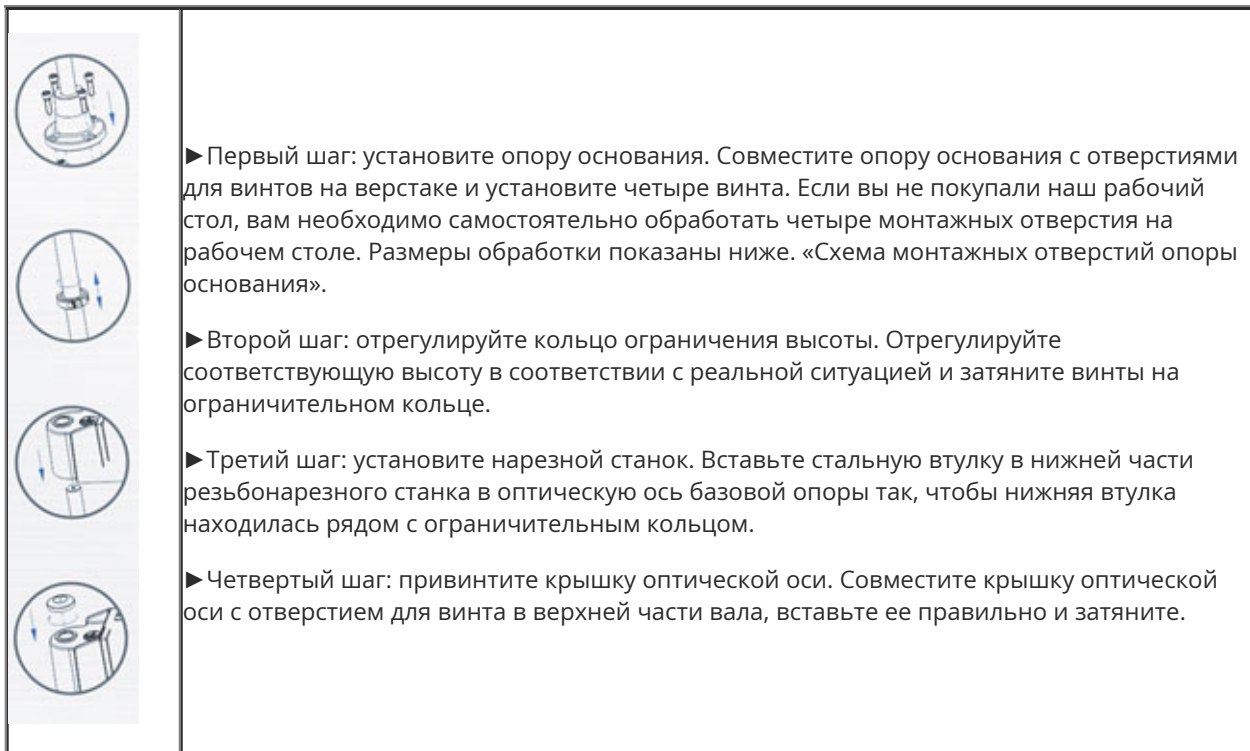 ►Первый шаг: установите опору основания. Совместите опору основания с отверстиями
для винтов на верстаке и установите четыре винта. Если вы не покупали наш рабочий
стол, вам необходимо самостоятельно обработать четыре монтажных отверстия на
рабочем столе. Размеры обработки показаны ниже. «Схема монтажных отверстий опоры
основания».
►Второй шаг: отрегулируйте кольцо ограничения высоты. Отрегулируйте
соответствующую высоту в соответствии с реальной ситуацией и затяните винты на
ограничительном кольце.
►Третий шаг: установите нарезной станок. Вставьте стальную втулку в нижней части
резьбонарезного станка в оптическую ось базовой опоры так, чтобы нижняя втулка
находилась рядом с ограничительным кольцом.
►Четвертый шаг: привинтите крышку оптической оси. Совместите крышку оптической
оси с отверстием для винта в верхней части вала, вставьте ее правильно и затяните.